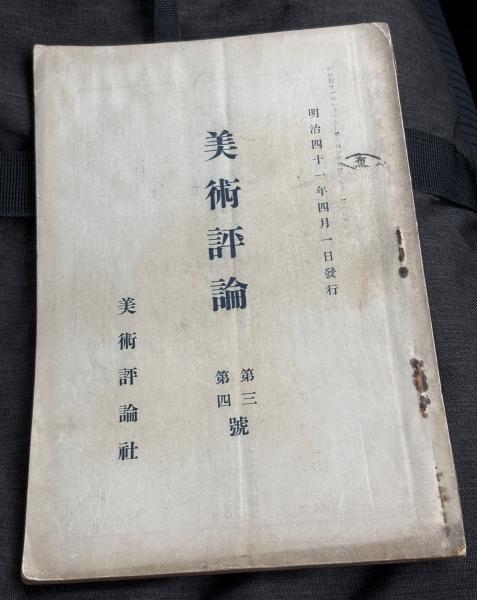 明治四十一年四月一日發行
美術評論
第三
第四
號
美術評論社